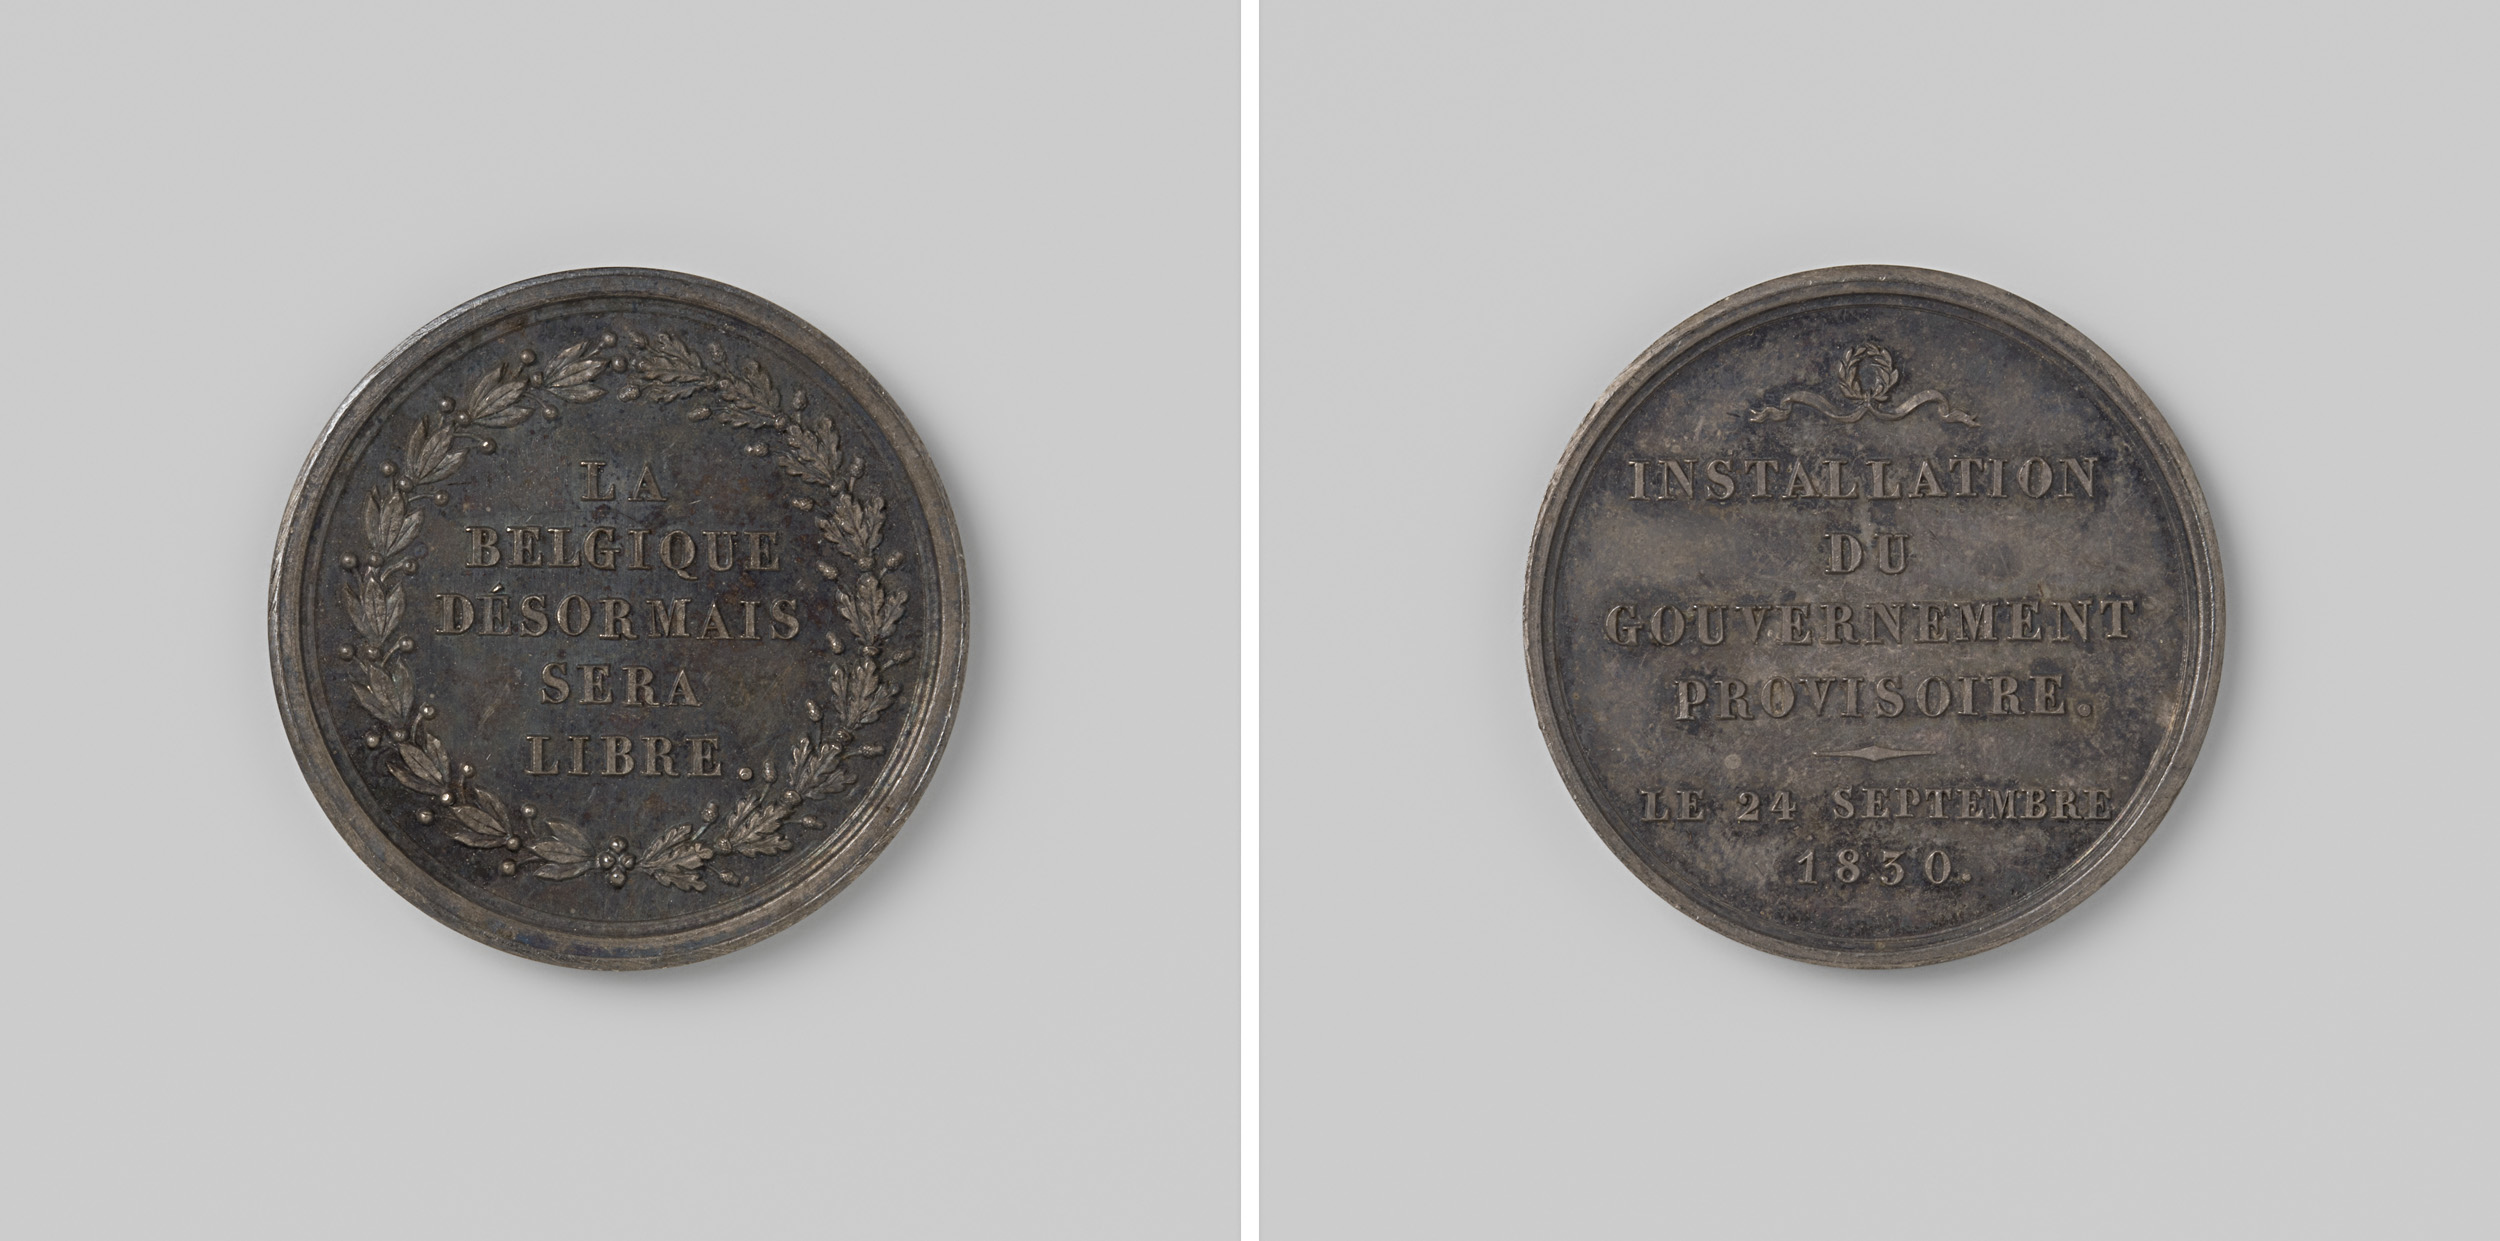 LA
BELGIQUE
DÉSORMAIS
SERA
LIBRE.
INSTALLATION
DU
GOUVERNEMENT
PROVISOIRE.
LE 24 SEPTEMBRE
1830.